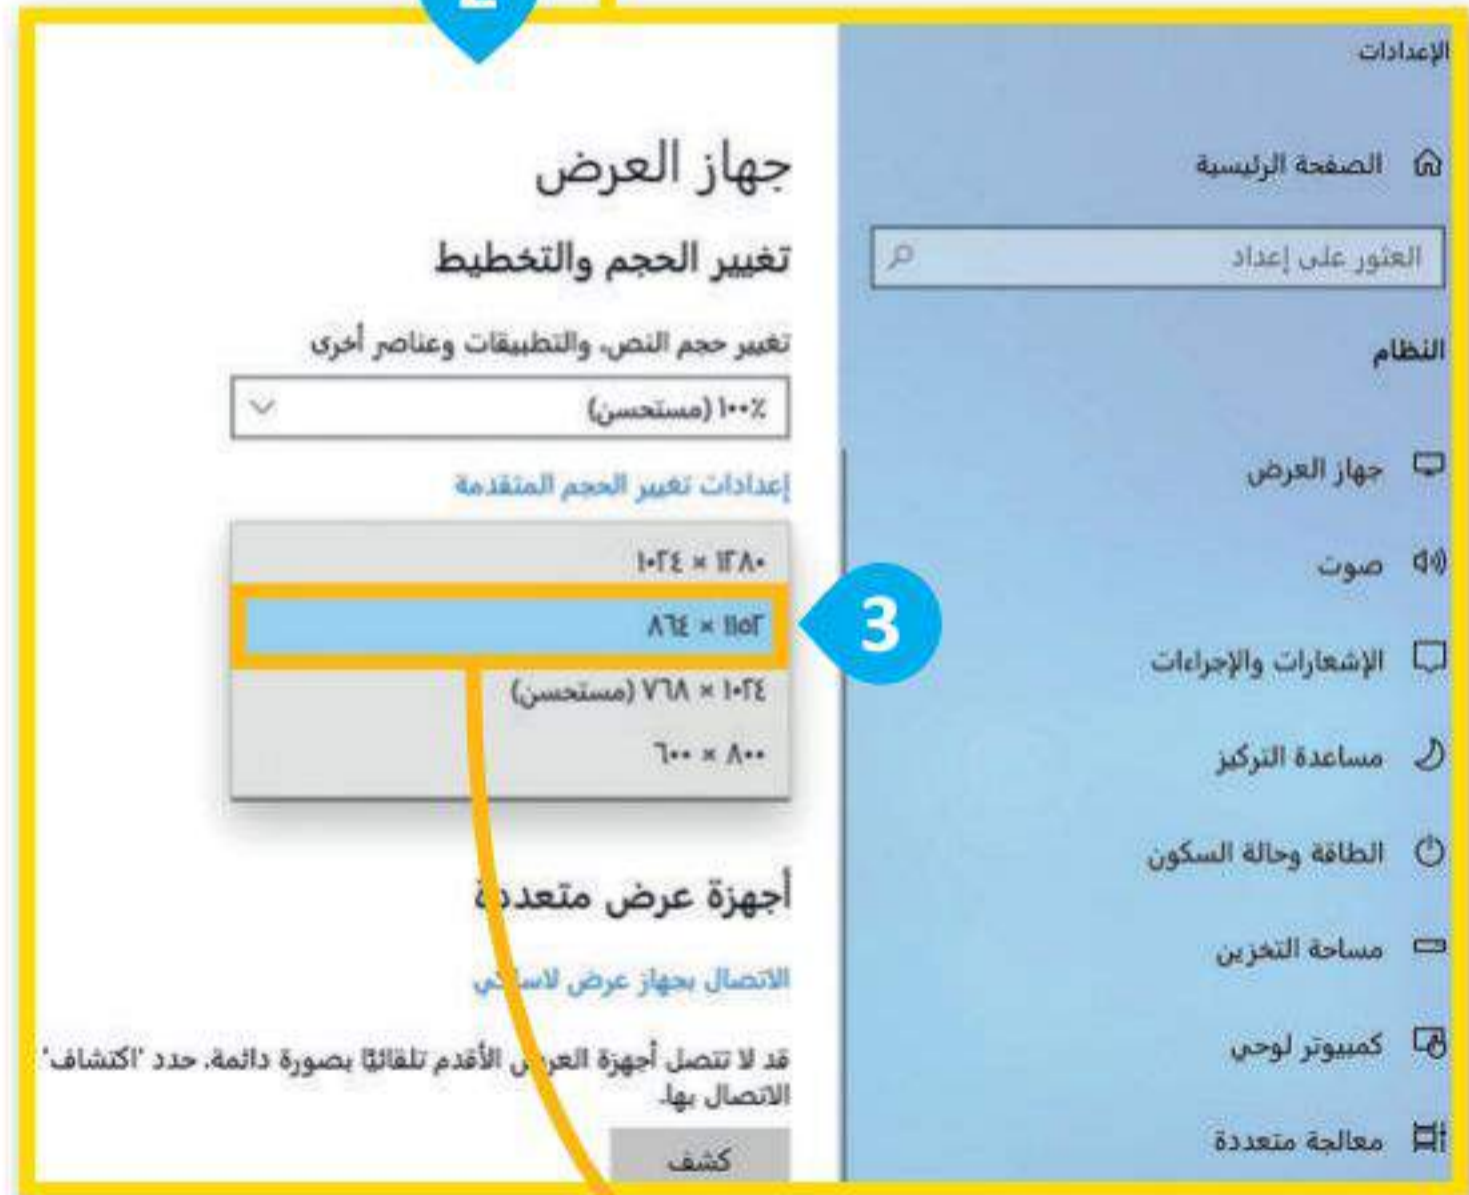 2
الإعدادات
الصفحة الرئيسية
العثور على إعداد
النظام
جهاز العرض
صوت
الإشعارات والإجراءات
مساعدة التركيز
الطاقة وحالة السكون
مساحة التخزين
كمبيوتر لوحي
معالجة متعددة
جهاز العرض
تغيير الحجم والتخطيط
تغيير حجم النص، والتطبيقات وعناصر أخرى
١٠٠٪ (مستحسن)
إعدادات تغيير الحجم المتقدمة
١٢٨٠ × ١٠٢٤
١١٥٢ × ٨٦٤
3
١٠٢٤ × ٧٦٨ (مستحسن)
٨٠٠ × ٦٠٠
أجهزة عرض متعددة
الاتصال بجهاز عرض لاسلكي
قد لا تتصل أجهزة العرض الأقدم تلقائيًا بصورة دائمة. حدد "اكتشاف"
الاتصال بها.
كشف